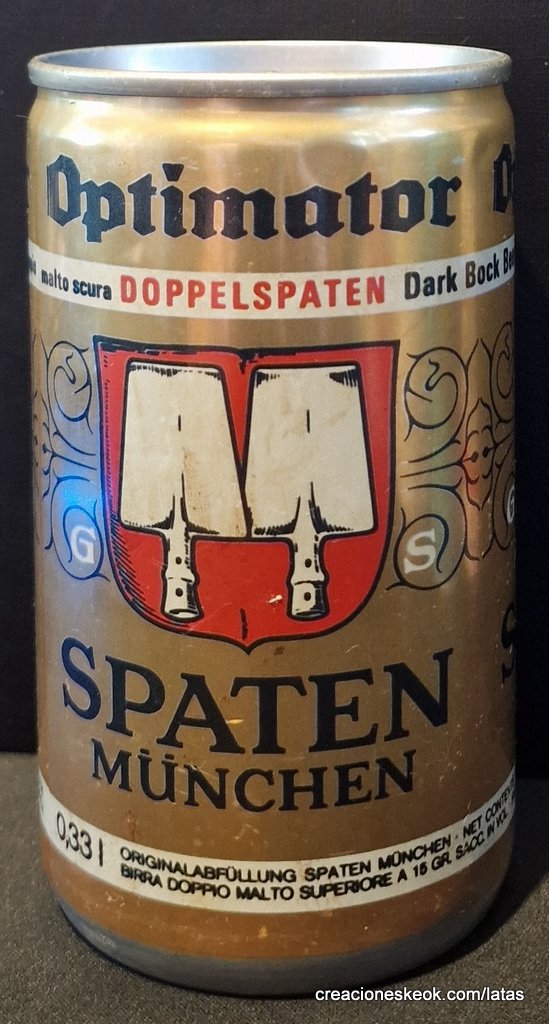 Optimator
malto scura DOPPELSPATEN Dark Bock
G S
SPATEN
MÜNCHEN
0,33 l
ORIGINALABFÜLLUNG SPATEN MÜNCHEN - NET
BIRRA DOPPIO MALTO SUPERIORE A 15 GR. SACC. IN VOL.
creacioneskeok.com/latas